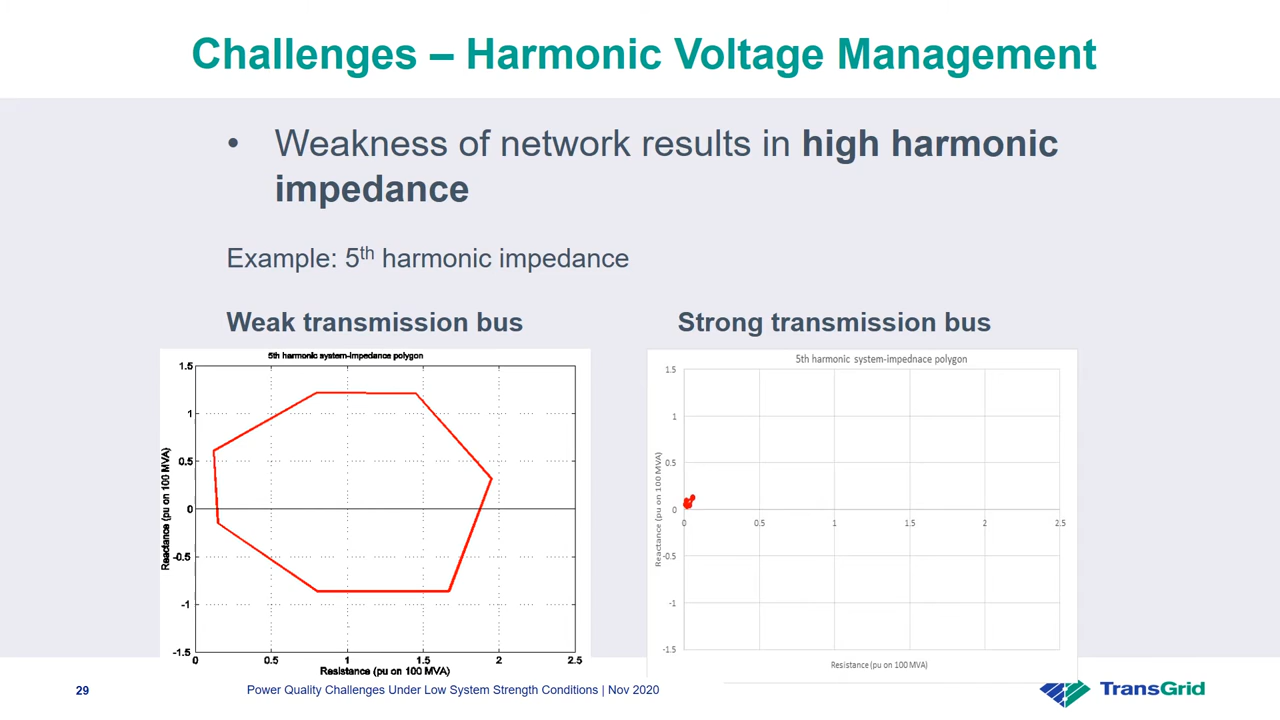 Challenges – Harmonic Voltage Management
• Weakness of network results in high harmonic
impedance
Example: 5th harmonic impedance
Weak transmission bus
Strong transmission bus
5th harmonic system-impedance polygon
1.5
1
0.5
0
-0.5
-1
-1.5
Reactance (pu on 100 MVA)
0 0.5 1 1.5 2 2.5
Resistance (pu on 100 MVA)
5th harmonic system-impednace polygon
1.5
1
0.5
0
-0.5
-1
-1.5
Reactance (pu on 100 MVA)
0 0.5 1 1.5 2 2.5
Resistance (pu on 100 MVA)
29
Power Quality Challenges Under Low System Strength Conditions | Nov 2020
TransGrid